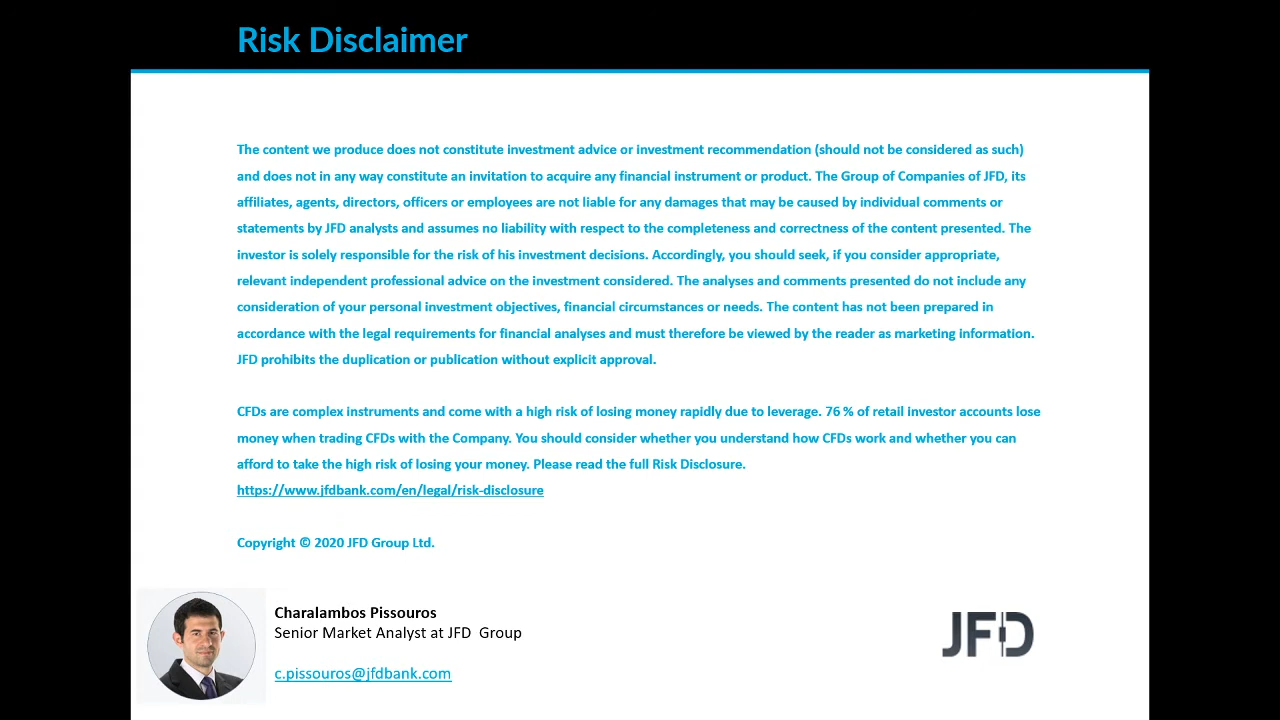 Risk Disclaimer
The content we produce does not constitute investment advice or investment recommendation (should not be considered as such)
and does not in any way constitute an invitation to acquire any financial instrument or product. The Group of Companies of JFD, its
affiliates, agents, directors, officers or employees are not liable for any damages that may be caused by individual comments or
statements by JFD analysts and assumes no liability with respect to the completeness and correctness of the content presented. The
investor is solely responsible for the risk of his investment decisions. Accordingly, you should seek, if you consider appropriate,
relevant independent professional advice on the investment considered. The analyses and comments presented do not include any
consideration of your personal investment objectives, financial circumstances or needs. The content has not been prepared in
accordance with the legal requirements for financial analyses and must therefore be viewed by the reader as marketing information.
JFD prohibits the duplication or publication without explicit approval.
CFDs are complex instruments and come with a high risk of losing money rapidly due to leverage. 76 % of retail investor accounts lose
money when trading CFDs with the Company. You should consider whether you understand how CFDs work and whether you can
afford to take the high risk of losing your money. Please read the full Risk Disclosure.
https://www.jfdbank.com/en/legal/risk-disclosure
Copyright © 2020 JFD Group Ltd.
Charalambos Pissouros
Senior Market Analyst at JFD  Group
c.pissouros@jfdbank.com
JFD